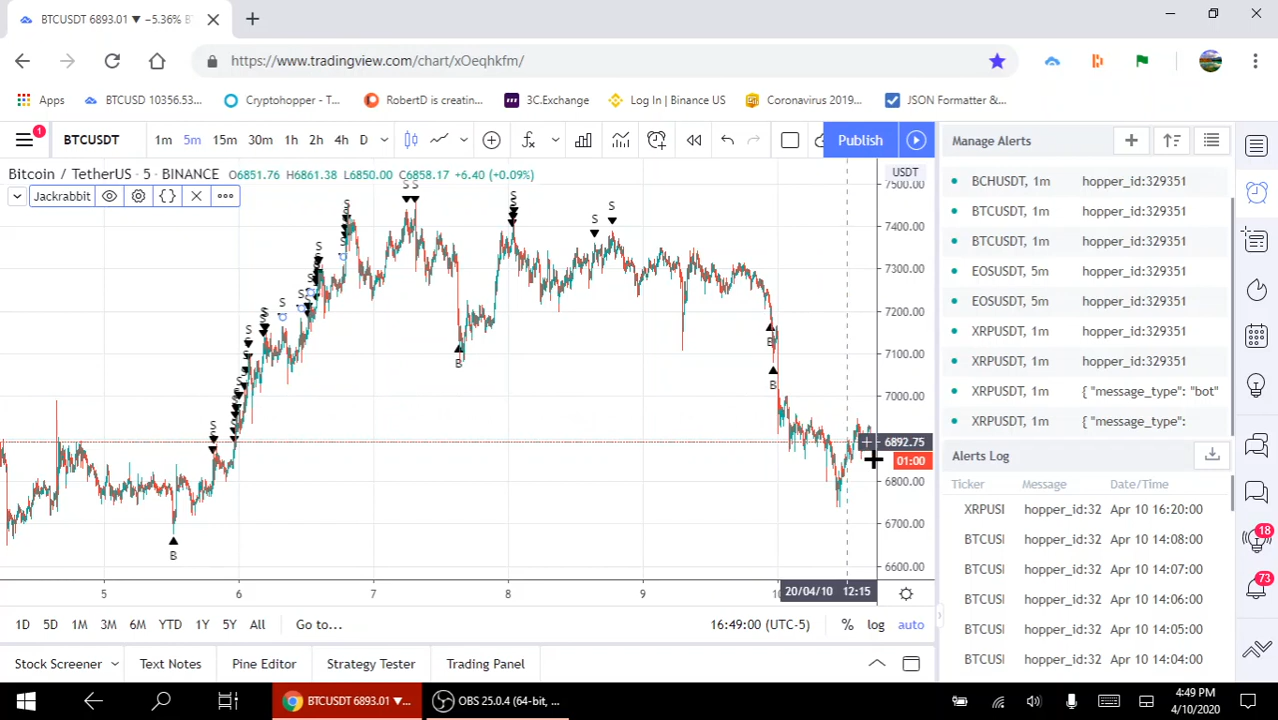 BTCUSDT 6893.01 ▼ −5.36%
https://www.tradingview.com/chart/xOeqhkfm/
Apps
BTCUSD 10356.53...
Cryptohopper - T...
RobertD is creatin...
3C.Exchange
Log In | Binance US
Coronavirus 2019...
JSON Formatter &...
1
BTCUSDT
1m 5m 15m 30m 1h 2h 4h D
Publish
Manage Alerts
Bitcoin / TetherUS · 5 · BINANCE O6851.76 H6861.38 L6850.00 C6858.17 +6.40 (+0.09%)
USDT
Jackrabbit
BCHUSDT, 1m hopper_id:329351
BTCUSDT, 1m hopper_id:329351
BTCUSDT, 1m hopper_id:329351
EOSUSDT, 5m hopper_id:329351
EOSUSDT, 5m hopper_id:329351
XRPUSDT, 1m hopper_id:329351
XRPUSDT, 1m hopper_id:329351
XRPUSDT, 1m { "message_type": "bot"
XRPUSDT, 1m { "message_type":
7500.00
7400.00
7300.00
7200.00
7100.00
7000.00
6892.75
01:00
6800.00
6700.00
6600.00
S S S S S S S S S S S S S
B B B B
Alerts Log
Ticker Message Date/Time
XRPUSI hopper_id:32 Apr 10 16:20:00
BTCUSI hopper_id:32 Apr 10 14:08:00
BTCUSI hopper_id:32 Apr 10 14:07:00
BTCUSI hopper_id:32 Apr 10 14:06:00
BTCUSI hopper_id:32 Apr 10 14:05:00
BTCUSI hopper_id:32 Apr 10 14:04:00
18
73
5 6 7 8 9
20/04/10 12:15
1D 5D 1M 3M 6M YTD 1Y 5Y All Go to...
16:49:00 (UTC-5) % log auto
Stock Screener Text Notes Pine Editor Strategy Tester Trading Panel
BTCUSDT 6893.01 ▼...
OBS 25.0.4 (64-bit, ...
4:49 PM
4/10/2020